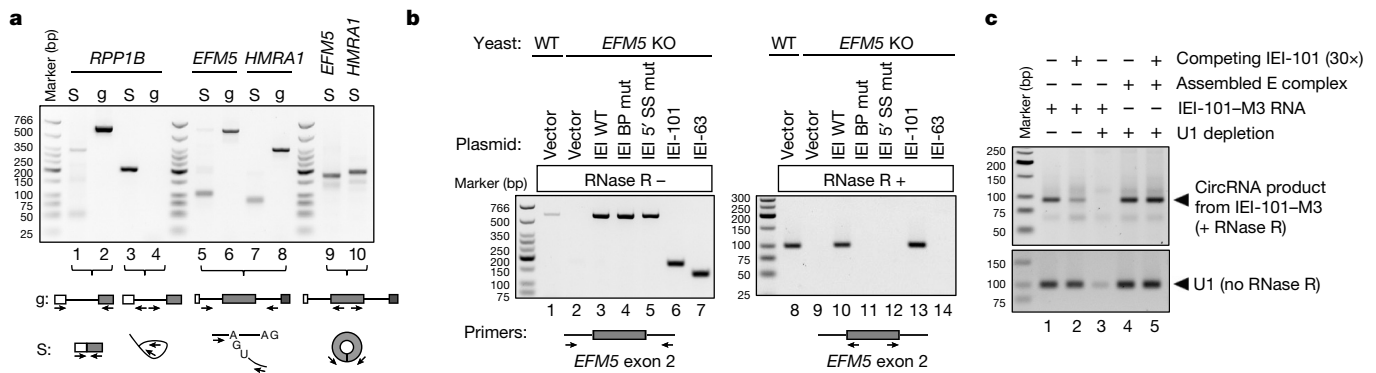 a
Marker (bp)
RPP1B
EFM5 HMRA1
EFM5
HMRA1
S g S g S g S g S S
766
500
350
200
150
100
75
50
25
1 2 3 4 5 6 7 8 9 10
g:
S:
A AG
G
U
b
Yeast: WT EFM5 KO WT EFM5 KO
Plasmid:
Vector
Vector
IEI WT
IEI BP mut
IEI 5′ SS mut
IEI-101
IEI-63
Vector
Vector
IEI WT
IEI BP mut
IEI 5′ SS mut
IEI-101
IEI-63
Marker (bp) RNase R – RNase R +
766
500
350
300
250
200
150
100
75
300
250
200
150
100
75
50
25
1 2 3 4 5 6 7
8 9 10 11 12 13 14
Primers:
EFM5 exon 2 EFM5 exon 2
c
Marker (bp)
– + – – + Competing IEI-101 (30×)
– – – + + Assembled E complex
+ + + – – IEI-101–M3 RNA
– – + + + U1 depletion
250
200
150
100
75
50
CircRNA product
from IEI-101–M3
(+ RNase R)
150
100
75
U1 (no RNase R)
1 2 3 4 5